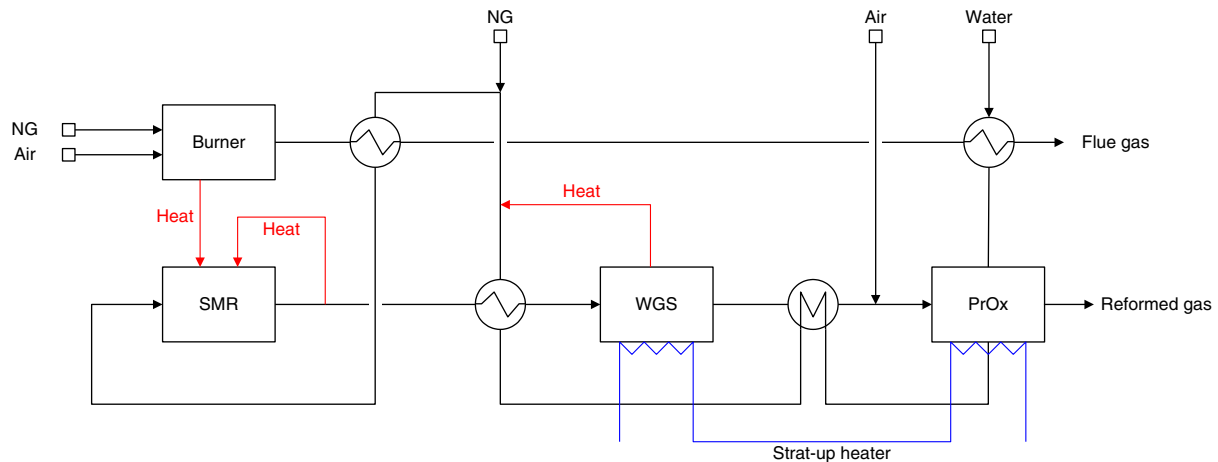 NG
Air
Water
NG
Air
Burner
Flue gas
Heat
Heat
Heat
SMR
WGS
PrOx
Reformed gas
Strat-up heater